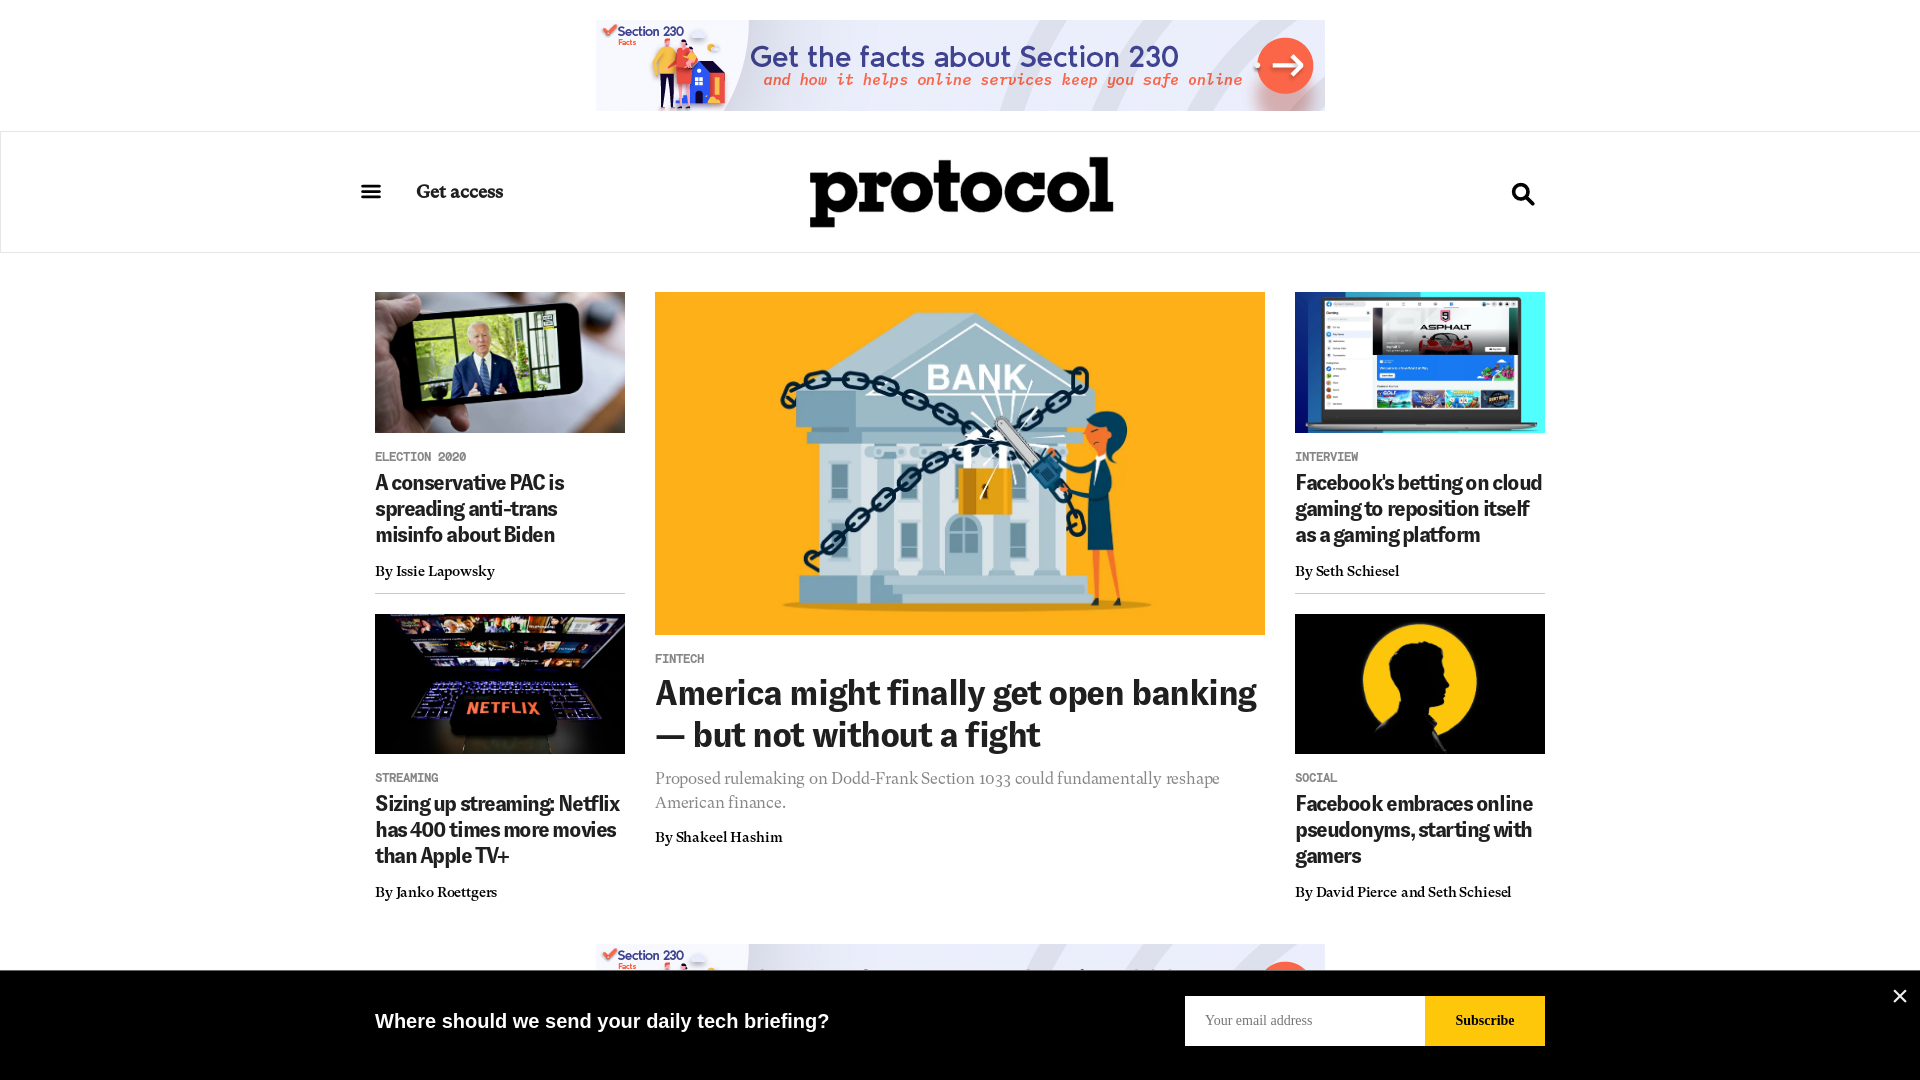 Section 230
Facts
Get the facts about Section 230
and how it helps online services keep you safe online
Get access
protocol
ELECTION 2020
A conservative PAC is
spreading anti-trans
misinfo about Biden
By Issie Lapowsky
NETFLIX
STREAMING
Sizing up streaming: Netflix
has 400 times more movies
than Apple TV+
By Janko Roettgers
BANK
FINTECH
America might finally get open banking
— but not without a fight
Proposed rulemaking on Dodd-Frank Section 1033 could fundamentally reshape
American finance.
By Shakeel Hashim
ASPHALT
INTERVIEW
Facebook's betting on cloud
gaming to reposition itself
as a gaming platform
By Seth Schiesel
SOCIAL
Facebook embraces online
pseudonyms, starting with
gamers
By David Pierce and Seth Schiesel
Section 230
Facts
Where should we send your daily tech briefing?
Your email address
Subscribe